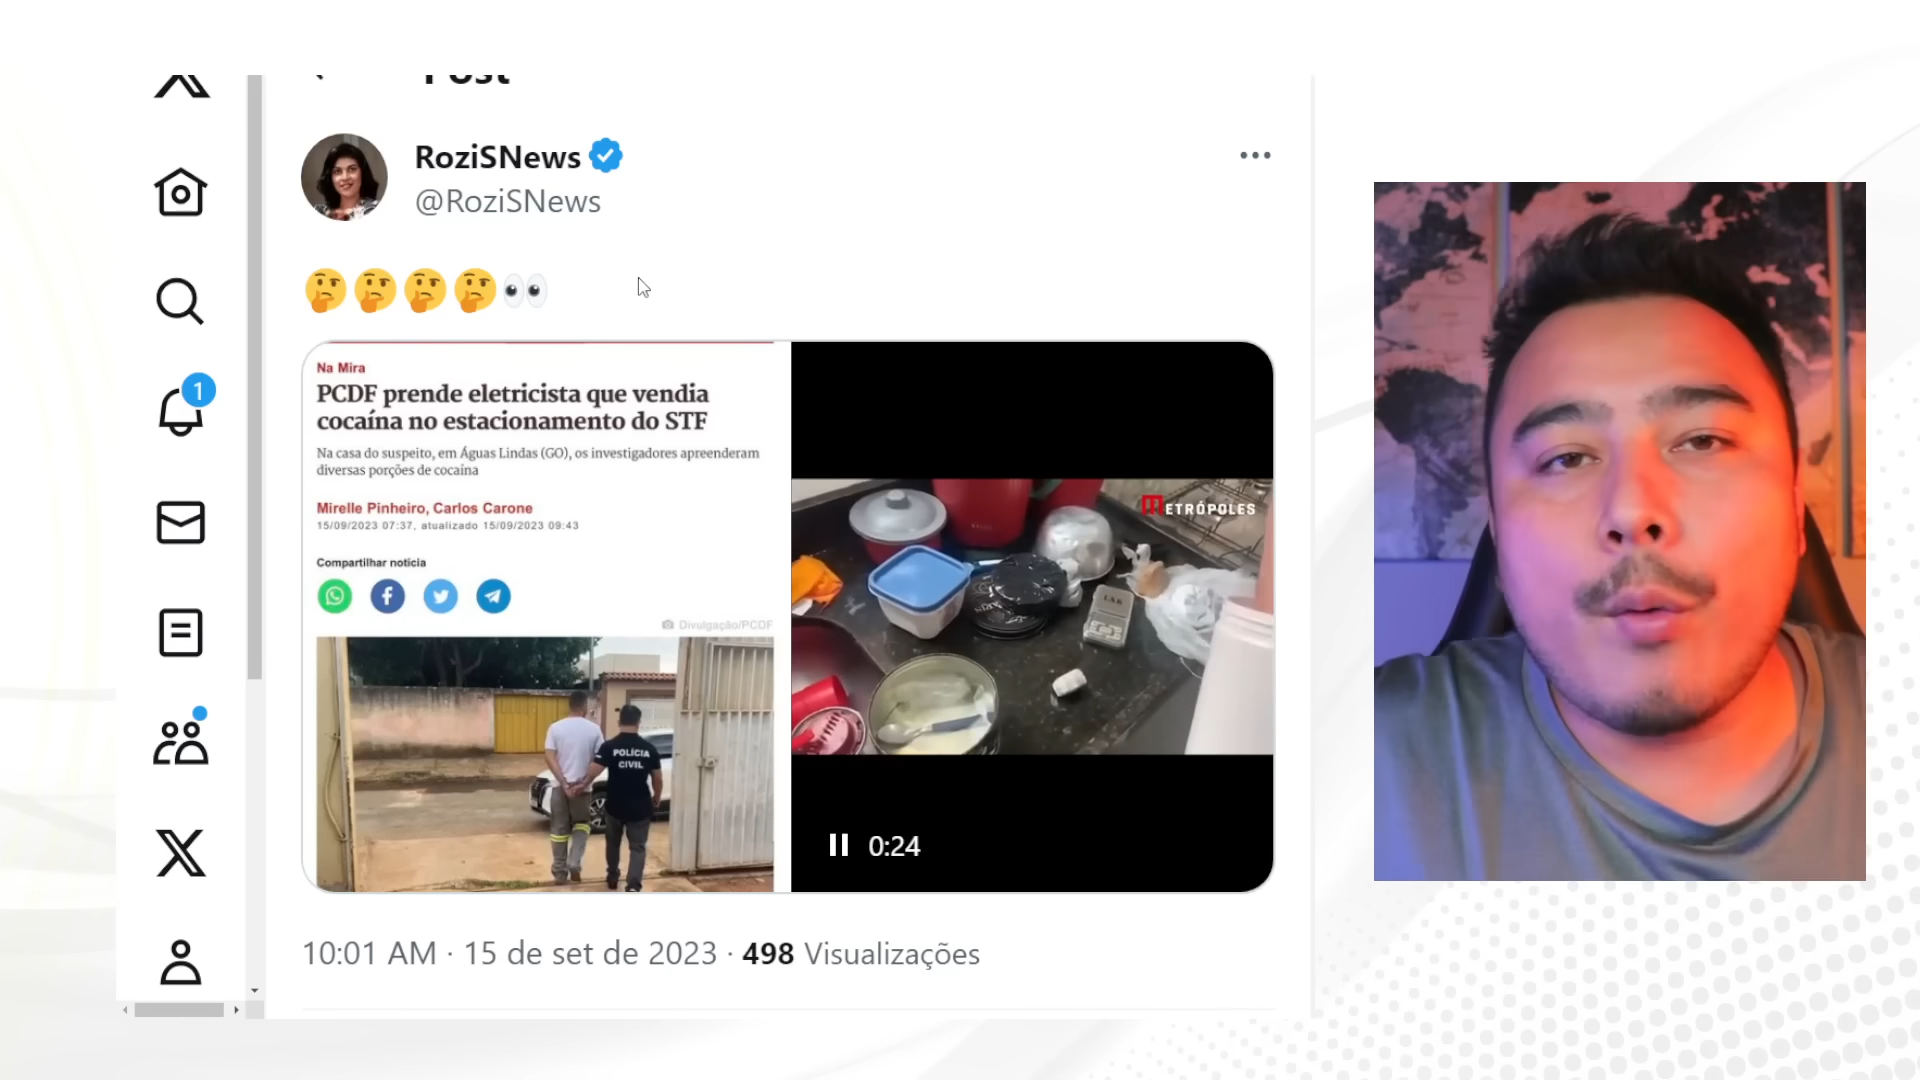 Post
RoziSNews
@RoziSNews
1
Na Mira
PCDF prende eletricista que vendia
cocaína no estacionamento do STF
Na casa do suspeito, em Águas Lindas (GO), os investigadores apreenderam
diversas porções de cocaína
Mirelle Pinheiro, Carlos Carone
15/09/2023 07:37, atualizado 15/09/2023 09:43
Compartilhar notícia
Divulgação/PCDF
POLÍCIA
CIVIL
METRÓPOLES
0:24
10:01 AM · 15 de set de 2023 · 498 Visualizações